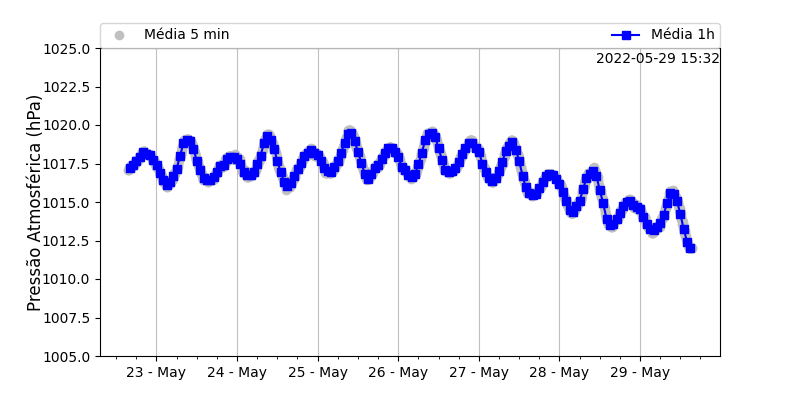 Média 5 min
Média 1h
2022-05-29 15:32
Pressão Atmosférica (hPa)
1025.0
1022.5
1020.0
1017.5
1015.0
1012.5
1010.0
1007.5
1005.0
23 - May
24 - May
25 - May
26 - May
27 - May
28 - May
29 - May